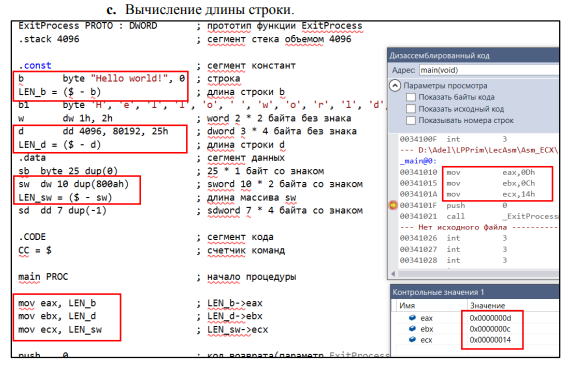 c. Вычисление длины строки.
ExitProcess PROTO : DWORD ; прототип функции ExitProcess
.stack 4096 ; сегмент стека объемом 4096
.const ; сегмент констант
b byte "Hello world!", 0 ; строка
LEN_b = ($ - b) ; длина строки b
b1 byte 'H', 'e', 'l', 'l', 'o', ' ', 'w', 'o', 'r', 'l', 'd',
w dw 1h, 2h ; word 2 * 2 байта без знака
d dd 4096, 80192, 25h ; dword 3 * 4 байта без знака
LEN_d = ($ - d) ; длина строки d
.data ; сегмент данных
sb byte 25 dup(0) ; 25 * 1 байт со знаком
sw dw 10 dup(800ah) ; sword 10 * 2 байта со знаком
LEN_sw = ($ - sw) ; длина массива sw
sd dd 7 dup(-1) ; sdword 7 * 4 байта со знаком
.CODE ; сегмент кода
CC = $ ; счетчик команд
main PROC ; начало процедуры
mov eax, LEN_b ; LEN_b->eax
mov ebx, LEN_d ; LEN_d->ebx
mov ecx, LEN_sw ; LEN_sw->ecx
push 0 ; код возврата(параметр ExitProcess
Дизассемблированный код
Адрес: main(void)
Параметры просмотра
Показать байты кода
Показать исходный код
Показывать номера строк
0034100F int 3
--- D:\Adel\LPPrim\LecAsm\Asm_ECX\
_main@0:
00341010 mov eax,0Dh
00341015 mov ebx,0Ch
0034101A mov ecx,14h
0034101F push 0
00341021 call _ExitProcess
--- Нет исходного файла
00341026 int 3
00341027 int 3
00341028 int 3
Контрольные значения 1
Имя Значение
eax 0x0000000d
ebx 0x0000000c
ecx 0x00000014